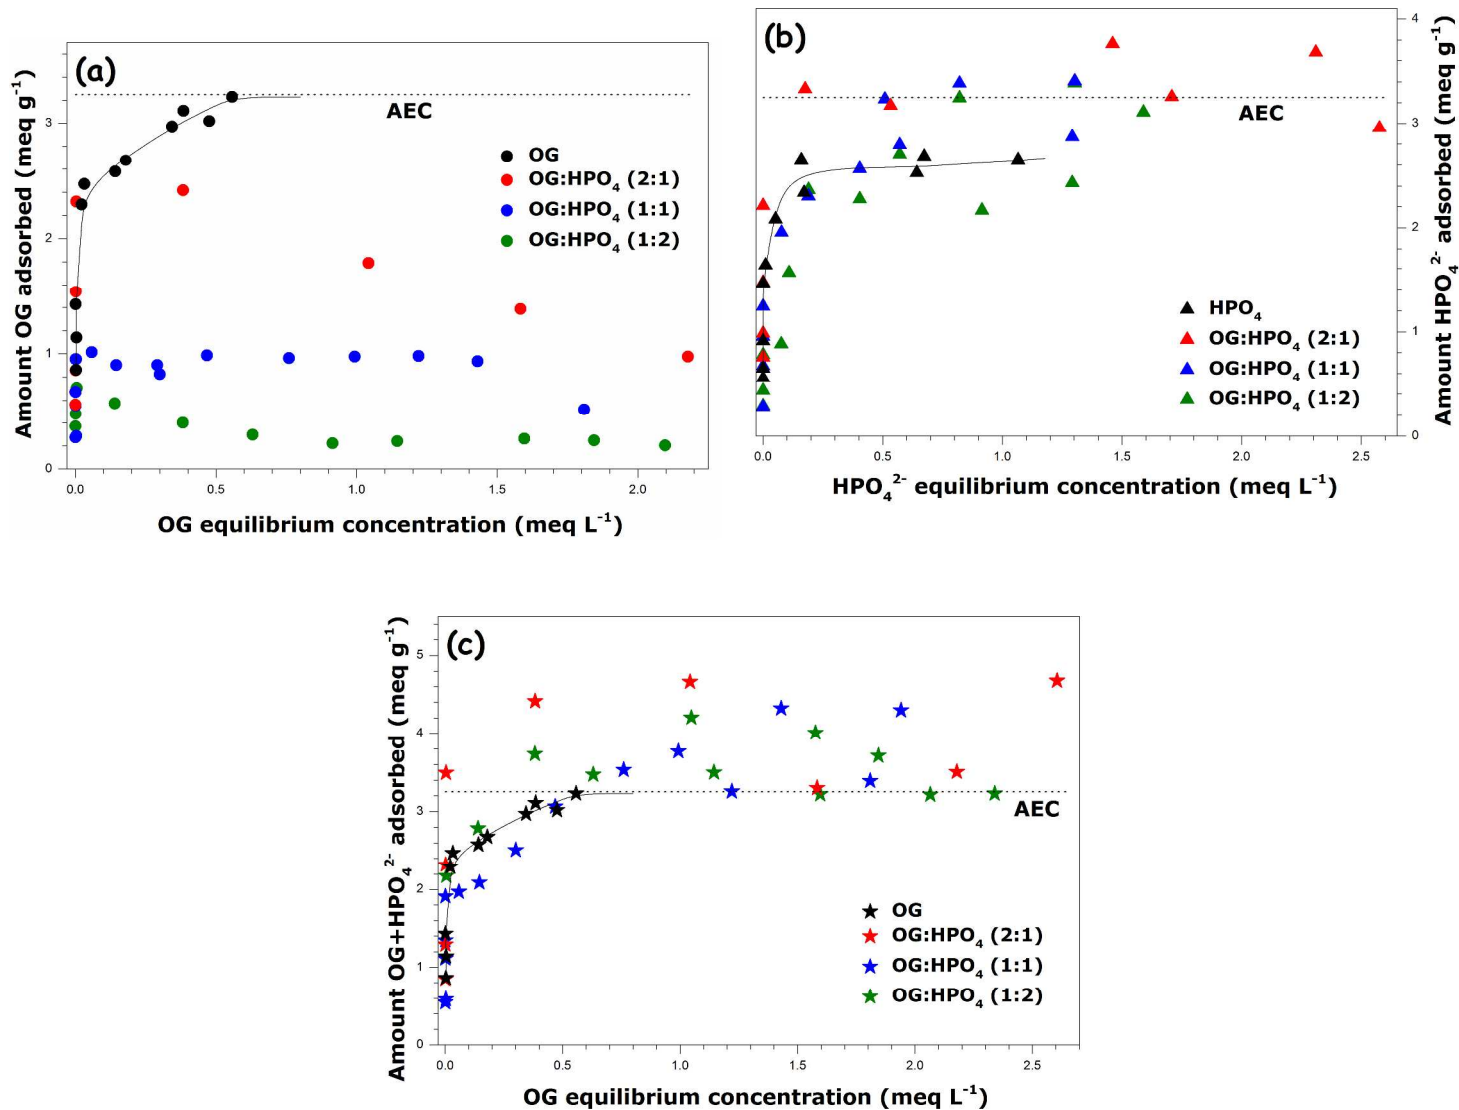 (a)
Amount OG adsorbed (meq g⁻¹)
3
2
1
0
AEC
OG
OG:HPO₄ (2:1)
OG:HPO₄ (1:1)
OG:HPO₄ (1:2)
0.0 0.5 1.0 1.5 2.0
OG equilibrium concentration (meq L⁻¹)
(b)
Amount HPO₄²⁻ adsorbed (meq g⁻¹)
4
3
2
1
0
AEC
HPO₄
OG:HPO₄ (2:1)
OG:HPO₄ (1:1)
OG:HPO₄ (1:2)
0.0 0.5 1.0 1.5 2.0 2.5
HPO₄²⁻ equilibrium concentration (meq L⁻¹)
(c)
Amount OG+HPO₄²⁻ adsorbed (meq g⁻¹)
5
4
3
2
1
0
AEC
OG
OG:HPO₄ (2:1)
OG:HPO₄ (1:1)
OG:HPO₄ (1:2)
0.0 0.5 1.0 1.5 2.0 2.5
OG equilibrium concentration (meq L⁻¹)